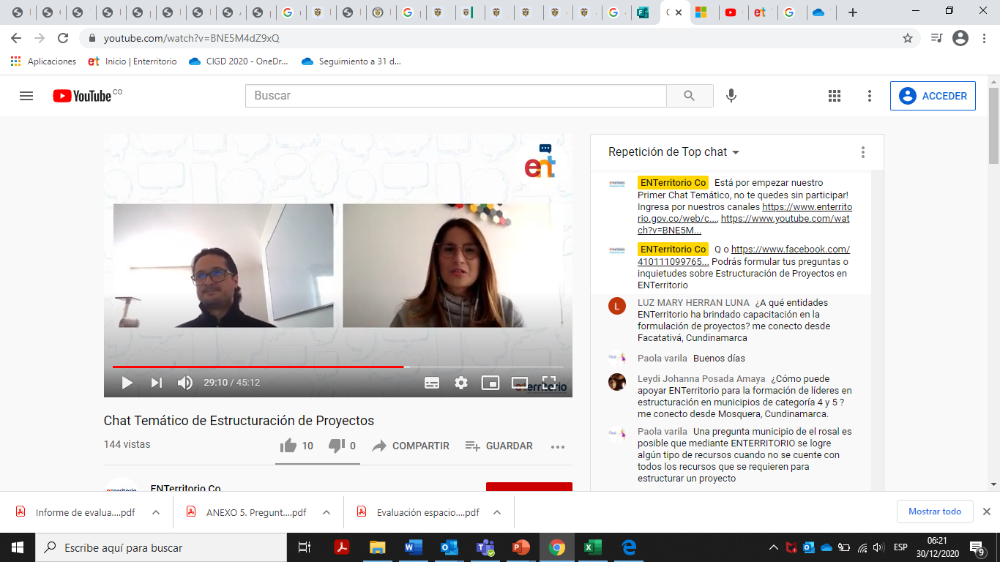 youtube.com/watch?v=BNE5M4dZ9xQ
Aplicaciones
et Inicio | Enterritorio
CIGD 2020 - OneDr...
Seguimiento a 31 d...
YouTube CO
Buscar
ACCEDER
ent
29:10 / 45:12
enterritorio
Chat Temático de Estructuración de Proyectos
144 vistas
10
0
COMPARTIR
GUARDAR
ENTerritorio Co
Repetición de Top chat
ENTerritorio Co Está por empezar nuestro
Primer Chat Temático, no te quedes sin participar!
Ingresa por nuestros canales https://www.enterrito
rio.gov.co/web/c..., https://www.youtube.com/wat
ch?v=BNE5M...
ENTerritorio Co Q o https://www.facebook.com/
410111099765... Podrás formular tus preguntas o
inquietudes sobre Estructuración de Proyectos en
ENTerritorio
L
LUZ MARY HERRAN LUNA ¿A qué entidades
ENTerritorio ha brindado capacitación en la
formulación de proyectos? me conecto desde
Facatativá, Cundinamarca
Paola varila Buenos días
Leydi Johanna Posada Amaya ¿Cómo puede
apoyar ENTerritorio para la formación de líderes en
estructuración en municipios de categoría 4 y 5 ?
me conecto desde Mosquera, Cundinamarca.
Paola varila Una pregunta municipio de el rosal es
posible que mediante ENTERRITORIO se logre
algún tipo de recursos cuando no se cuente con
todos los recursos que se requieren para
estructurar un proyecto
Informe de evalua....pdf
ANEXO 5. Pregunt....pdf
Evaluación espacio....pdf
Mostrar todo
Escribe aquí para buscar
ESP
06:21
30/12/2020
9